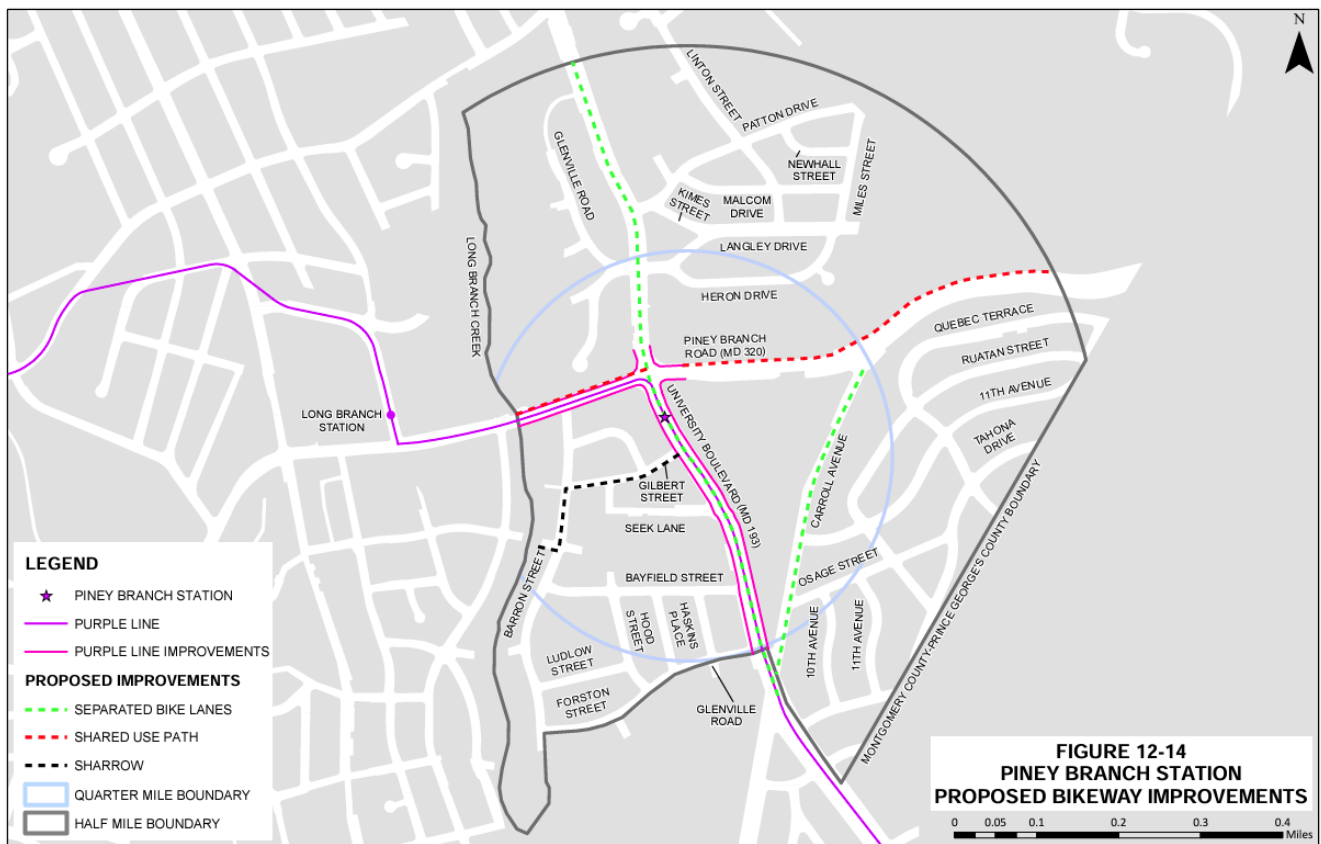 N
LINTON STREET
PATTON DRIVE
GLENVILLE ROAD
NEWHALL
STREET
MILES STREET
KIMES
STREET
MALCOM
DRIVE
LONG BRANCH CREEK
LANGLEY DRIVE
HERON DRIVE
QUEBEC TERRACE
PINEY BRANCH
ROAD (MD 320)
RUATAN STREET
11TH AVENUE
LONG BRANCH
STATION
UNIVERSITY BOULEVARD (MD 193)
TAHONA
DRIVE
CARROLL AVENUE
GILBERT
STREET
SEEK LANE
MONTGOMERY COUNTY-PRINCE GEORGE'S COUNTY BOUNDARY
OSAGE STREET
BAYFIELD STREET
BARRON STREET
HOOD
STREET
HASKINS
PLACE
10TH AVENUE
11TH AVENUE
LUDLOW
STREET
FORSTON
STREET
GLENVILLE
ROAD
LEGEND
PINEY BRANCH STATION
PURPLE LINE
PURPLE LINE IMPROVEMENTS
PROPOSED IMPROVEMENTS
SEPARATED BIKE LANES
SHARED USE PATH
SHARROW
QUARTER MILE BOUNDARY
HALF MILE BOUNDARY
FIGURE 12-14
PINEY BRANCH STATION
PROPOSED BIKEWAY IMPROVEMENTS
0 0.05 0.1 0.2 0.3 0.4
Miles